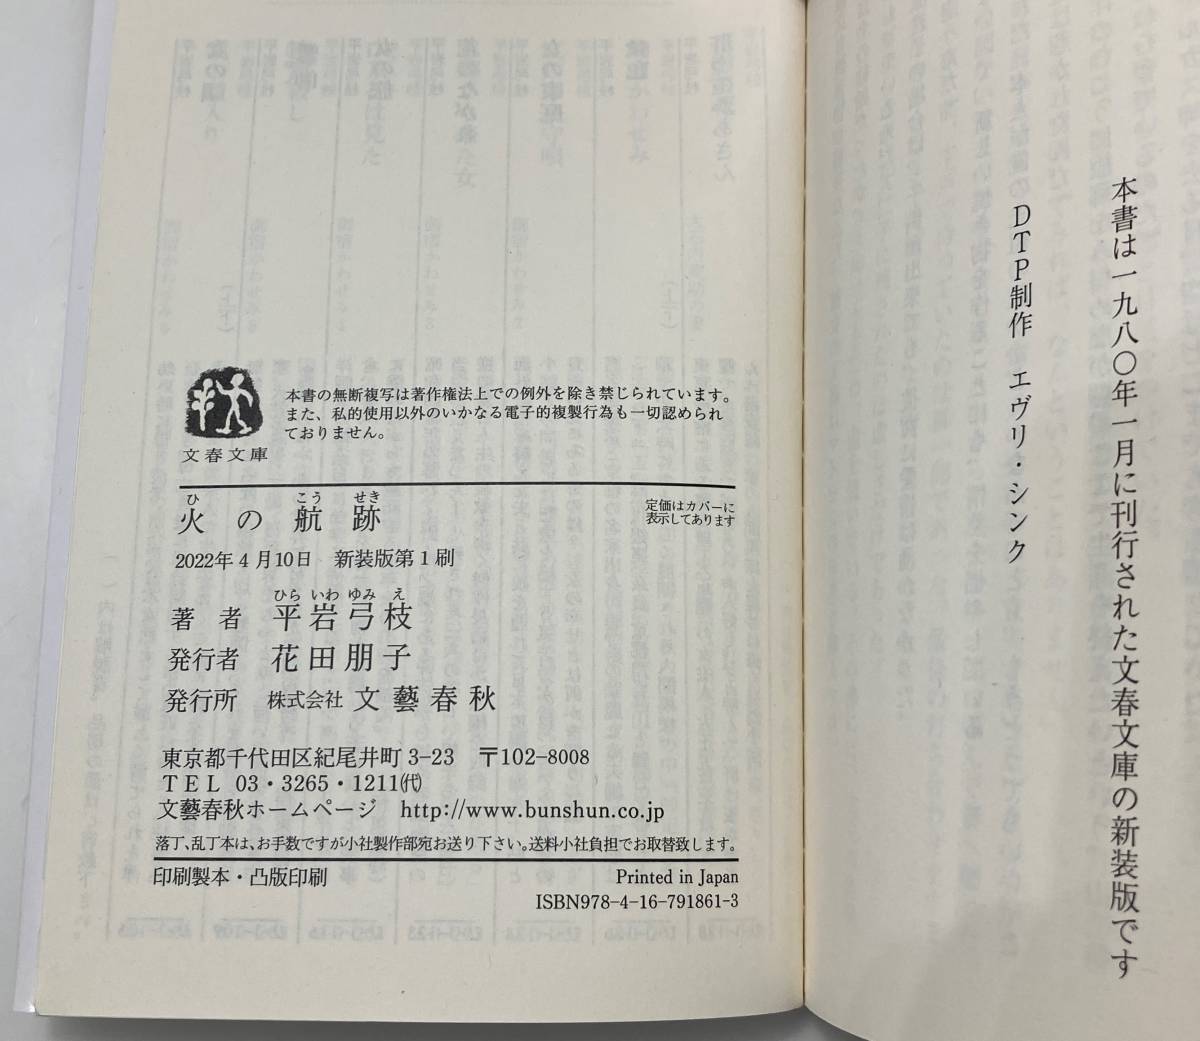 本書は一九八〇年一月に刊行された文春文庫の新装版です
DTP制作 エヴリ・シンク
文春文庫
本書の無断複写は著作権法上での例外を除き禁じられています。
また、私的使用以外のいかなる電子的複製行為も一切認められ
ておりません。
ひ こう せき
火の航跡
定価はカバーに
表示してあります
2022年4月10日 新装版第1刷
ひら いわ ゆみ え
著 者 平岩弓枝
発行者 花田朋子
発行所 株式会社 文藝春秋
東京都千代田区紀尾井町 3-23 〒102-8008
TEL 03・3265・1211㈹
文藝春秋ホームページ http://www.bunshun.co.jp
落丁、乱丁本は、お手数ですが小社製作部宛お送り下さい。送料小社負担でお取替致します。
印刷製本・凸版印刷
Printed in Japan
ISBN978-4-16-791861-3